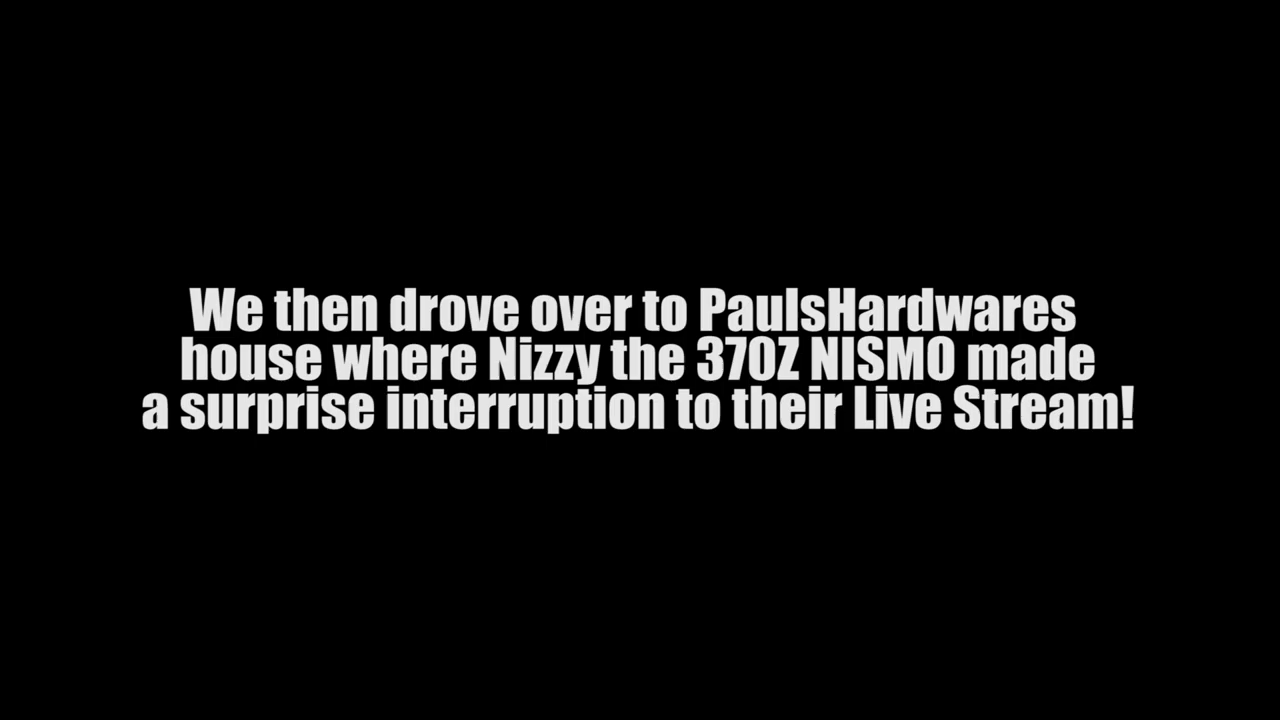 We then drove over to PaulsHardwares
house where Nizzy the 370Z NISMO made
a surprise interruption to their Live Stream!